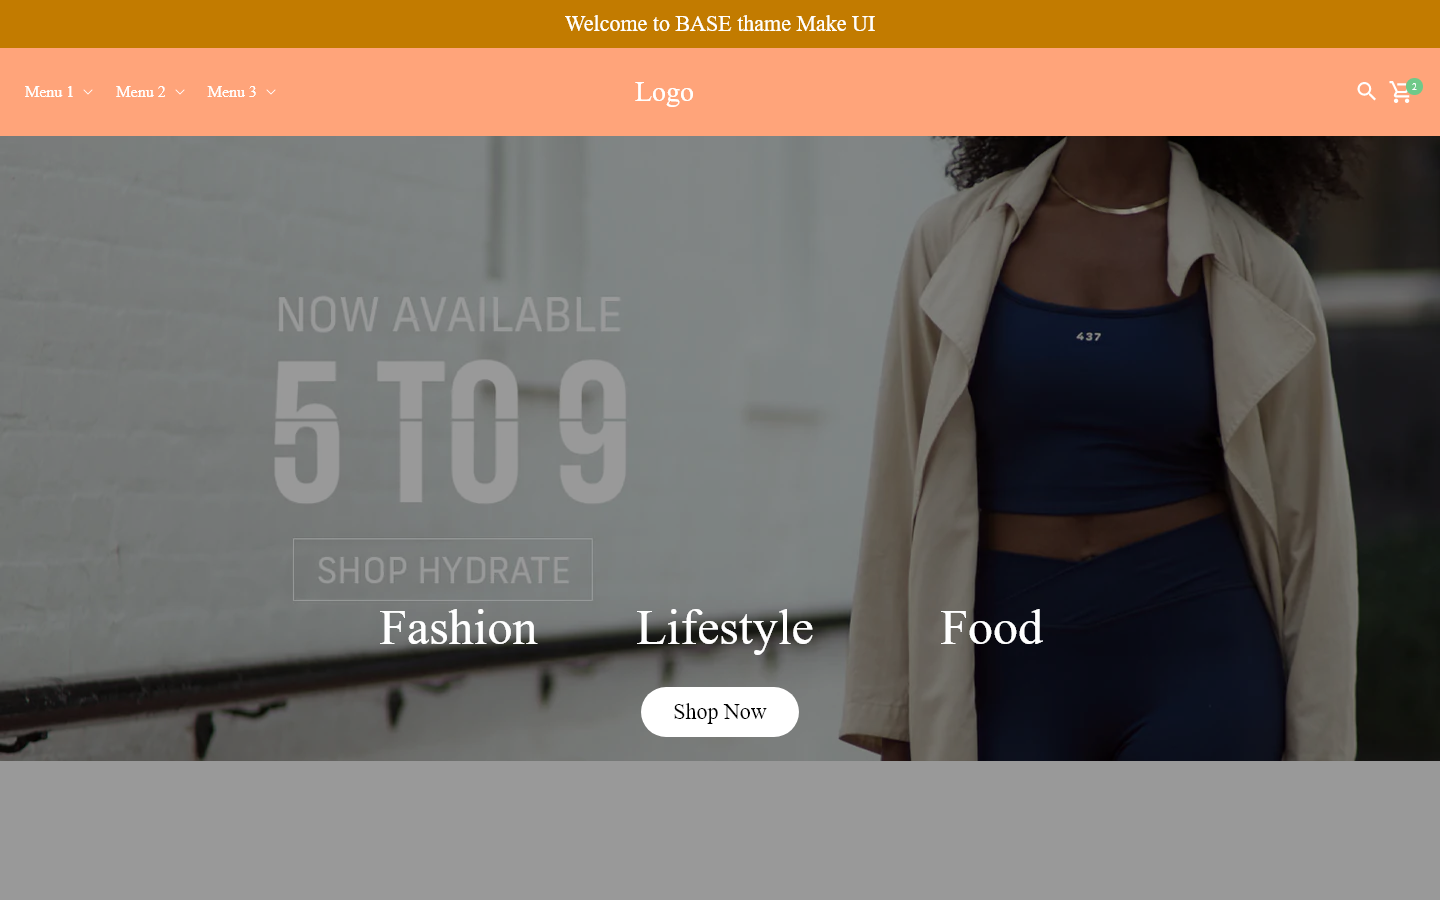 Welcome to BASE thame Make UI
Menu 1 Menu 2 Menu 3 Logo 2
NOW AVAILABLE
5 TO 9
437
SHOP HYDRATE
Fashion Lifestyle Food
Shop Now